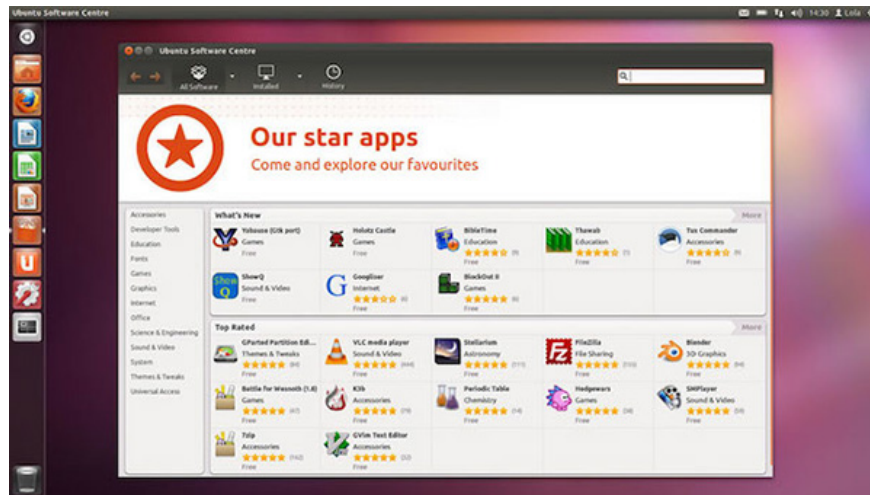 Ubuntu Software Centre
14:30 Lola
Ubuntu Software Centre
All Software
Installed
History
Our star apps
Come and explore our favourites
Accessories
Developer Tools
Education
Fonts
Games
Graphics
Internet
Office
Science & Engineering
Sound & Video
System
Themes & Tweaks
Universal Access
What's New
More
Games
Free
Hololz Castle
Games
Free
BibleTime
Education
Free
Thawab
Education
Free
Tux Commander
Accessories
Free
Show Q
ShowQ
Sound & Video
Free
G
Googlizer
Internet
Free
BlockOut II
Games
Free
Top Rated
More
GParted Partition Edi...
Themes & Tweaks
Free
VLC media player
Sound & Video
Free
Stellarium
Astronomy
(111)
Free
FZ
FileZilla
File Sharing
Free
Blender
3D Graphics
Free
Battle for Wesnoth (1.8)
Games
Free
K3b
Accessories
Free
Periodic Table
Chemistry
Free
Hedgewars
Games
Free
SMPlayer
Sound & Video
Free
7zip
Accessories
(142)
Free
GVim Text Editor
Accessories
Free